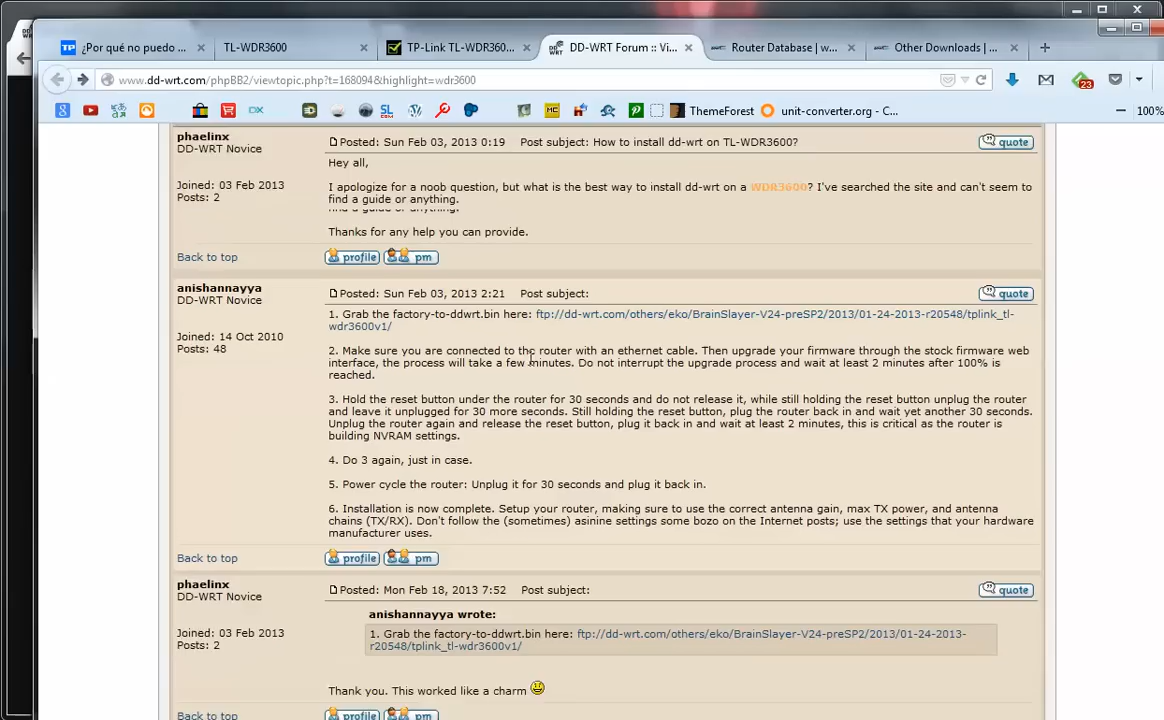 ¿Por qué no puedo ...
TL-WDR3600
TP-Link TL-WDR360...
DD-WRT Forum :: Vi...
Router Database | w...
Other Downloads | ...
www.dd-wrt.com/phpBB2/viewtopic.php?t=168094&highlight=wdr3600
23
DX
SL
.COM
MC
ThemeForest
unit-converter.org - C...
100%
phaelinx
DD-WRT Novice
Joined: 03 Feb 2013
Posts: 2
Posted: Sun Feb 03, 2013 0:19 Post subject: How to install dd-wrt on TL-WDR3600?
quote
Hey all,
I apologize for a noob question, but what is the best way to install dd-wrt on a WDR3600? I've searched the site and can't seem to
find a guide or anything.
find a guide or anything.
Thanks for any help you can provide.
Back to top
profile
pm
anishannayya
DD-WRT Novice
Joined: 14 Oct 2010
Posts: 48
Posted: Sun Feb 03, 2013 2:21 Post subject:
quote
1. Grab the factory-to-ddwrt.bin here: ftp://dd-wrt.com/others/eko/BrainSlayer-V24-preSP2/2013/01-24-2013-r20548/tplink_tl-
wdr3600v1/
2. Make sure you are connected to the router with an ethernet cable. Then upgrade your firmware through the stock firmware web
interface, the process will take a few minutes. Do not interrupt the upgrade process and wait at least 2 minutes after 100% is
reached.
3. Hold the reset button under the router for 30 seconds and do not release it, while still holding the reset button unplug the router
and leave it unplugged for 30 more seconds. Still holding the reset button, plug the router back in and wait yet another 30 seconds.
Unplug the router again and release the reset button, plug it back in and wait at least 2 minutes, this is critical as the router is
building NVRAM settings.
4. Do 3 again, just in case.
5. Power cycle the router: Unplug it for 30 seconds and plug it back in.
6. Installation is now complete. Setup your router, making sure to use the correct antenna gain, max TX power, and antenna
chains (TX/RX). Don't follow the (sometimes) asinine settings some bozo on the Internet posts; use the settings that your hardware
manufacturer uses.
Back to top
profile
pm
phaelinx
DD-WRT Novice
Joined: 03 Feb 2013
Posts: 2
Posted: Mon Feb 18, 2013 7:52 Post subject:
quote
anishannayya wrote:
1. Grab the factory-to-ddwrt.bin here: ftp://dd-wrt.com/others/eko/BrainSlayer-V24-preSP2/2013/01-24-2013-
r20548/tplink_tl-wdr3600v1/
Thank you. This worked like a charm
Back to top
profile
pm